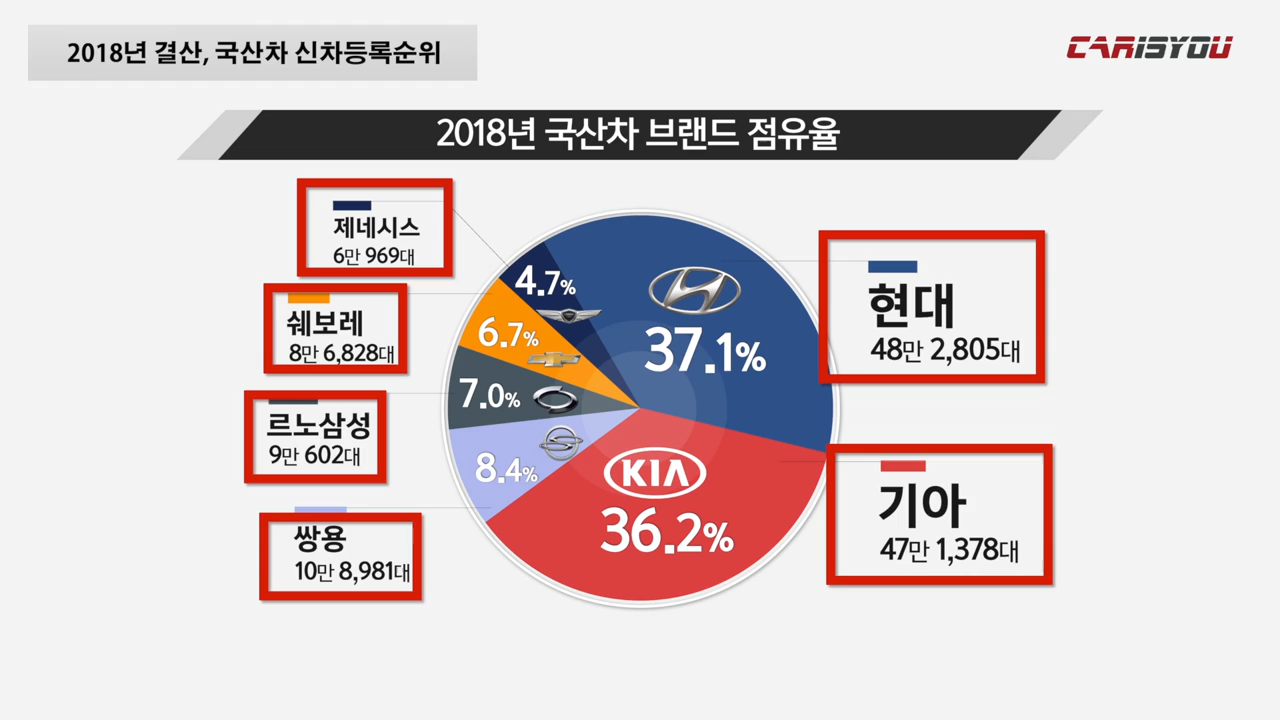 2018년 결산, 국산차 신차등록순위
CARISYOU
2018년 국산차 브랜드 점유율
제네시스
6만 969대
쉐보레
8만 6,828대
르노삼성
9만 602대
쌍용
10만 8,981대
4.7%
6.7%
7.0%
8.4%
37.1%
KIA
36.2%
현대
48만 2,805대
기아
47만 1,378대